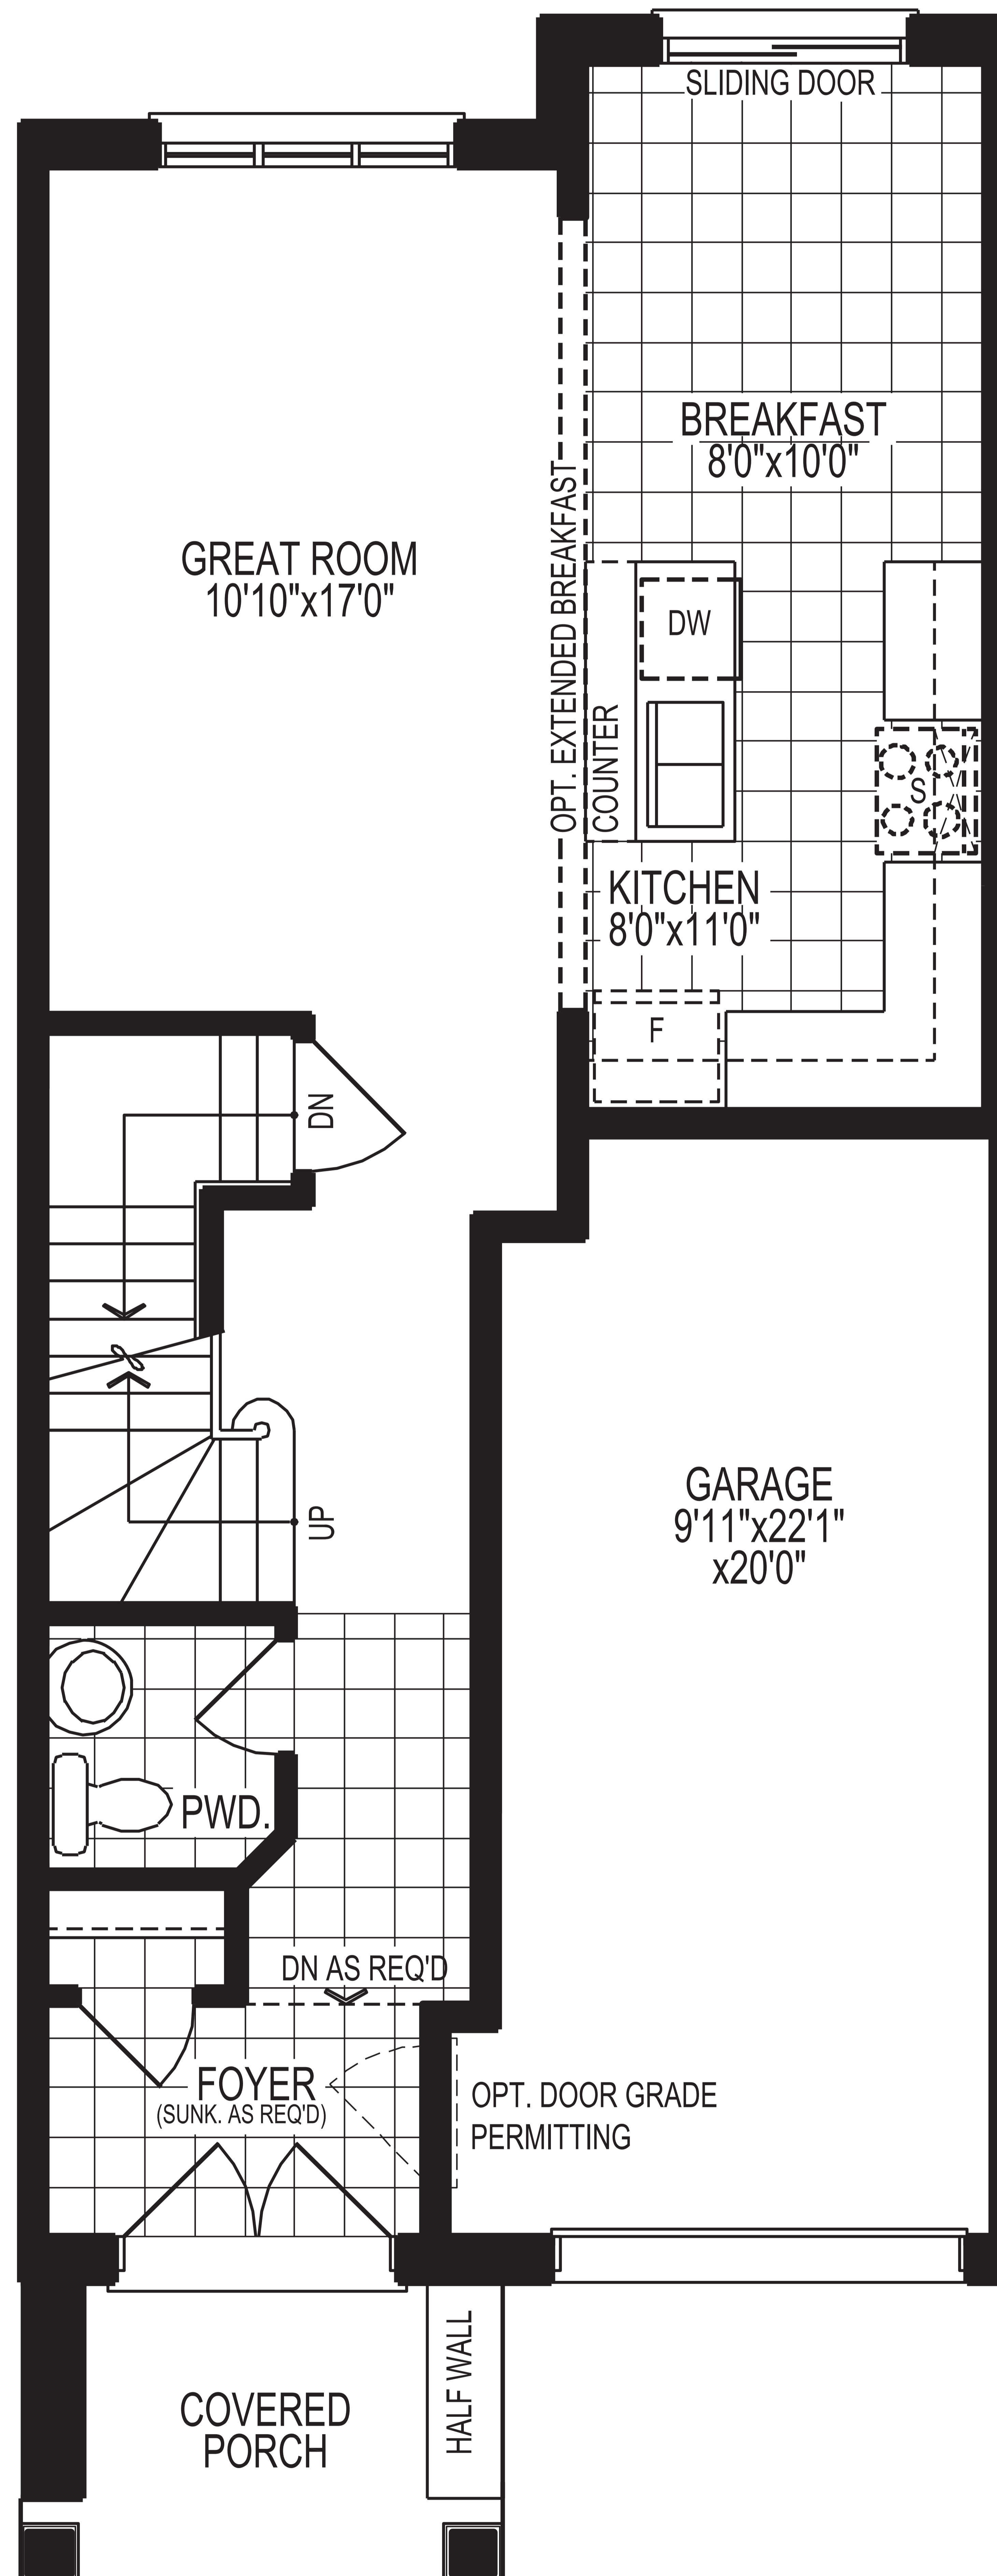 SLIDING DOOR
BREAKFAST
8'0"x10'0"
GREAT ROOM
10'10"x17'0"
OPT. EXTENDED BREAKFAST
DW
COUNTER
S
KITCHEN
8'0"x11'0"
F
DN
UP
GARAGE
9'11"x22'1"
x20'0"
PWD.
DN AS REQ'D
FOYER
(SUNK. AS REQ'D)
OPT. DOOR GRADE
PERMITTING
HALF WALL
COVERED
PORCH